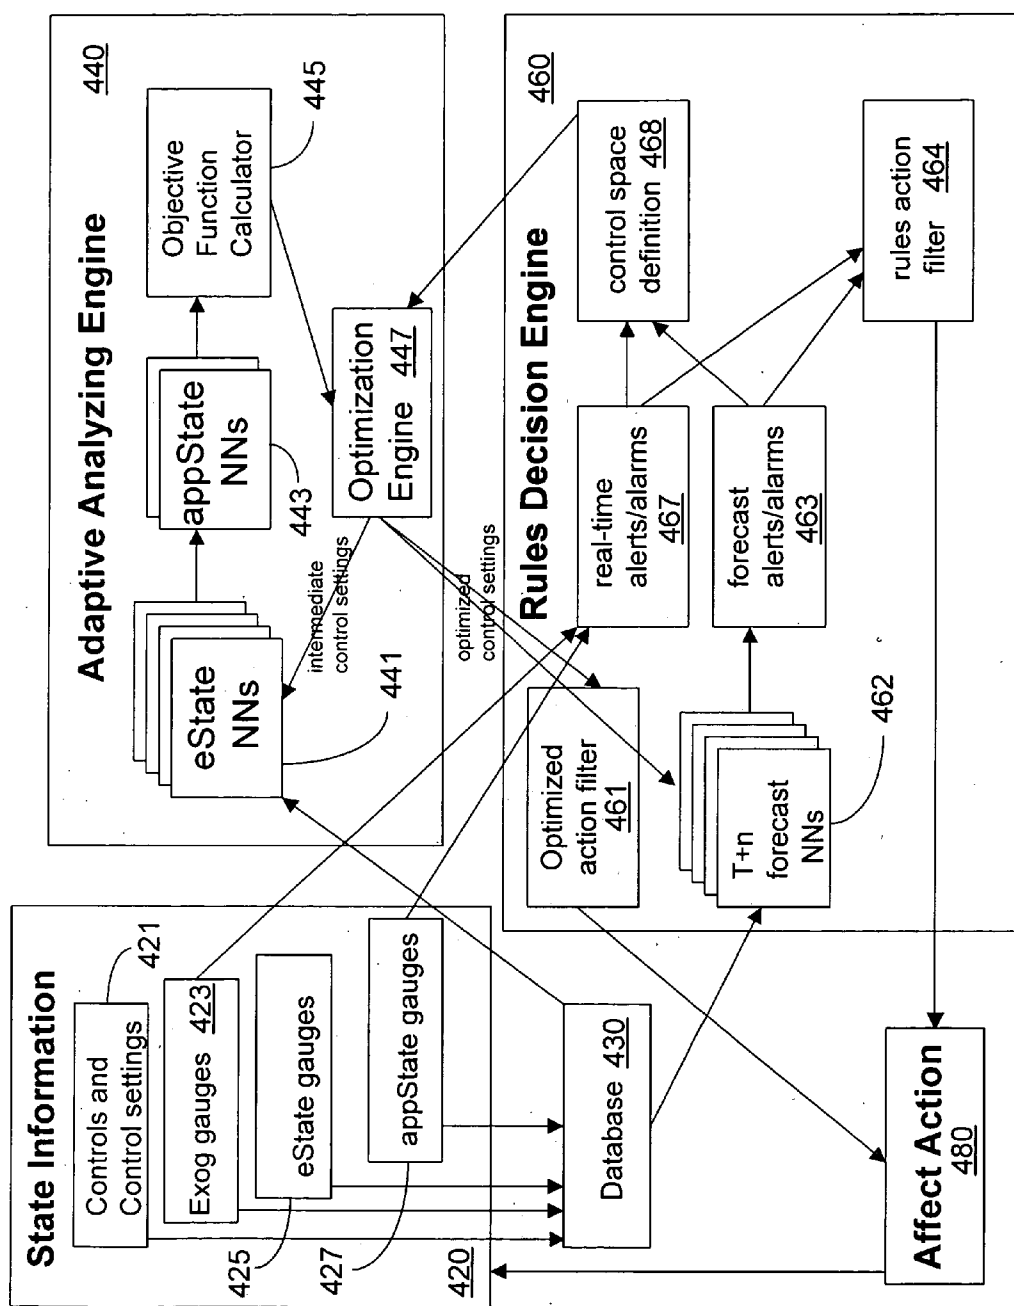 State Information
Controls and
Control settings
421
Exog gauges 423
eState gauges
425
appState gauges
427
420
Database 430
Adaptive Analyzing Engine
440
eState
NNs
441
appState
NNs
443
Objective
Function
Calculator
445
Optimization
Engine 447
intermediate
control settings
optimized
control settings
Rules Decision Engine
460
Optimized
action filter
461
T+n
forecast
NNs
462
real-time
alerts/alarms
467
forecast
alerts/alarms
463
control space
definition 468
rules action
filter 464
Affect Action
480